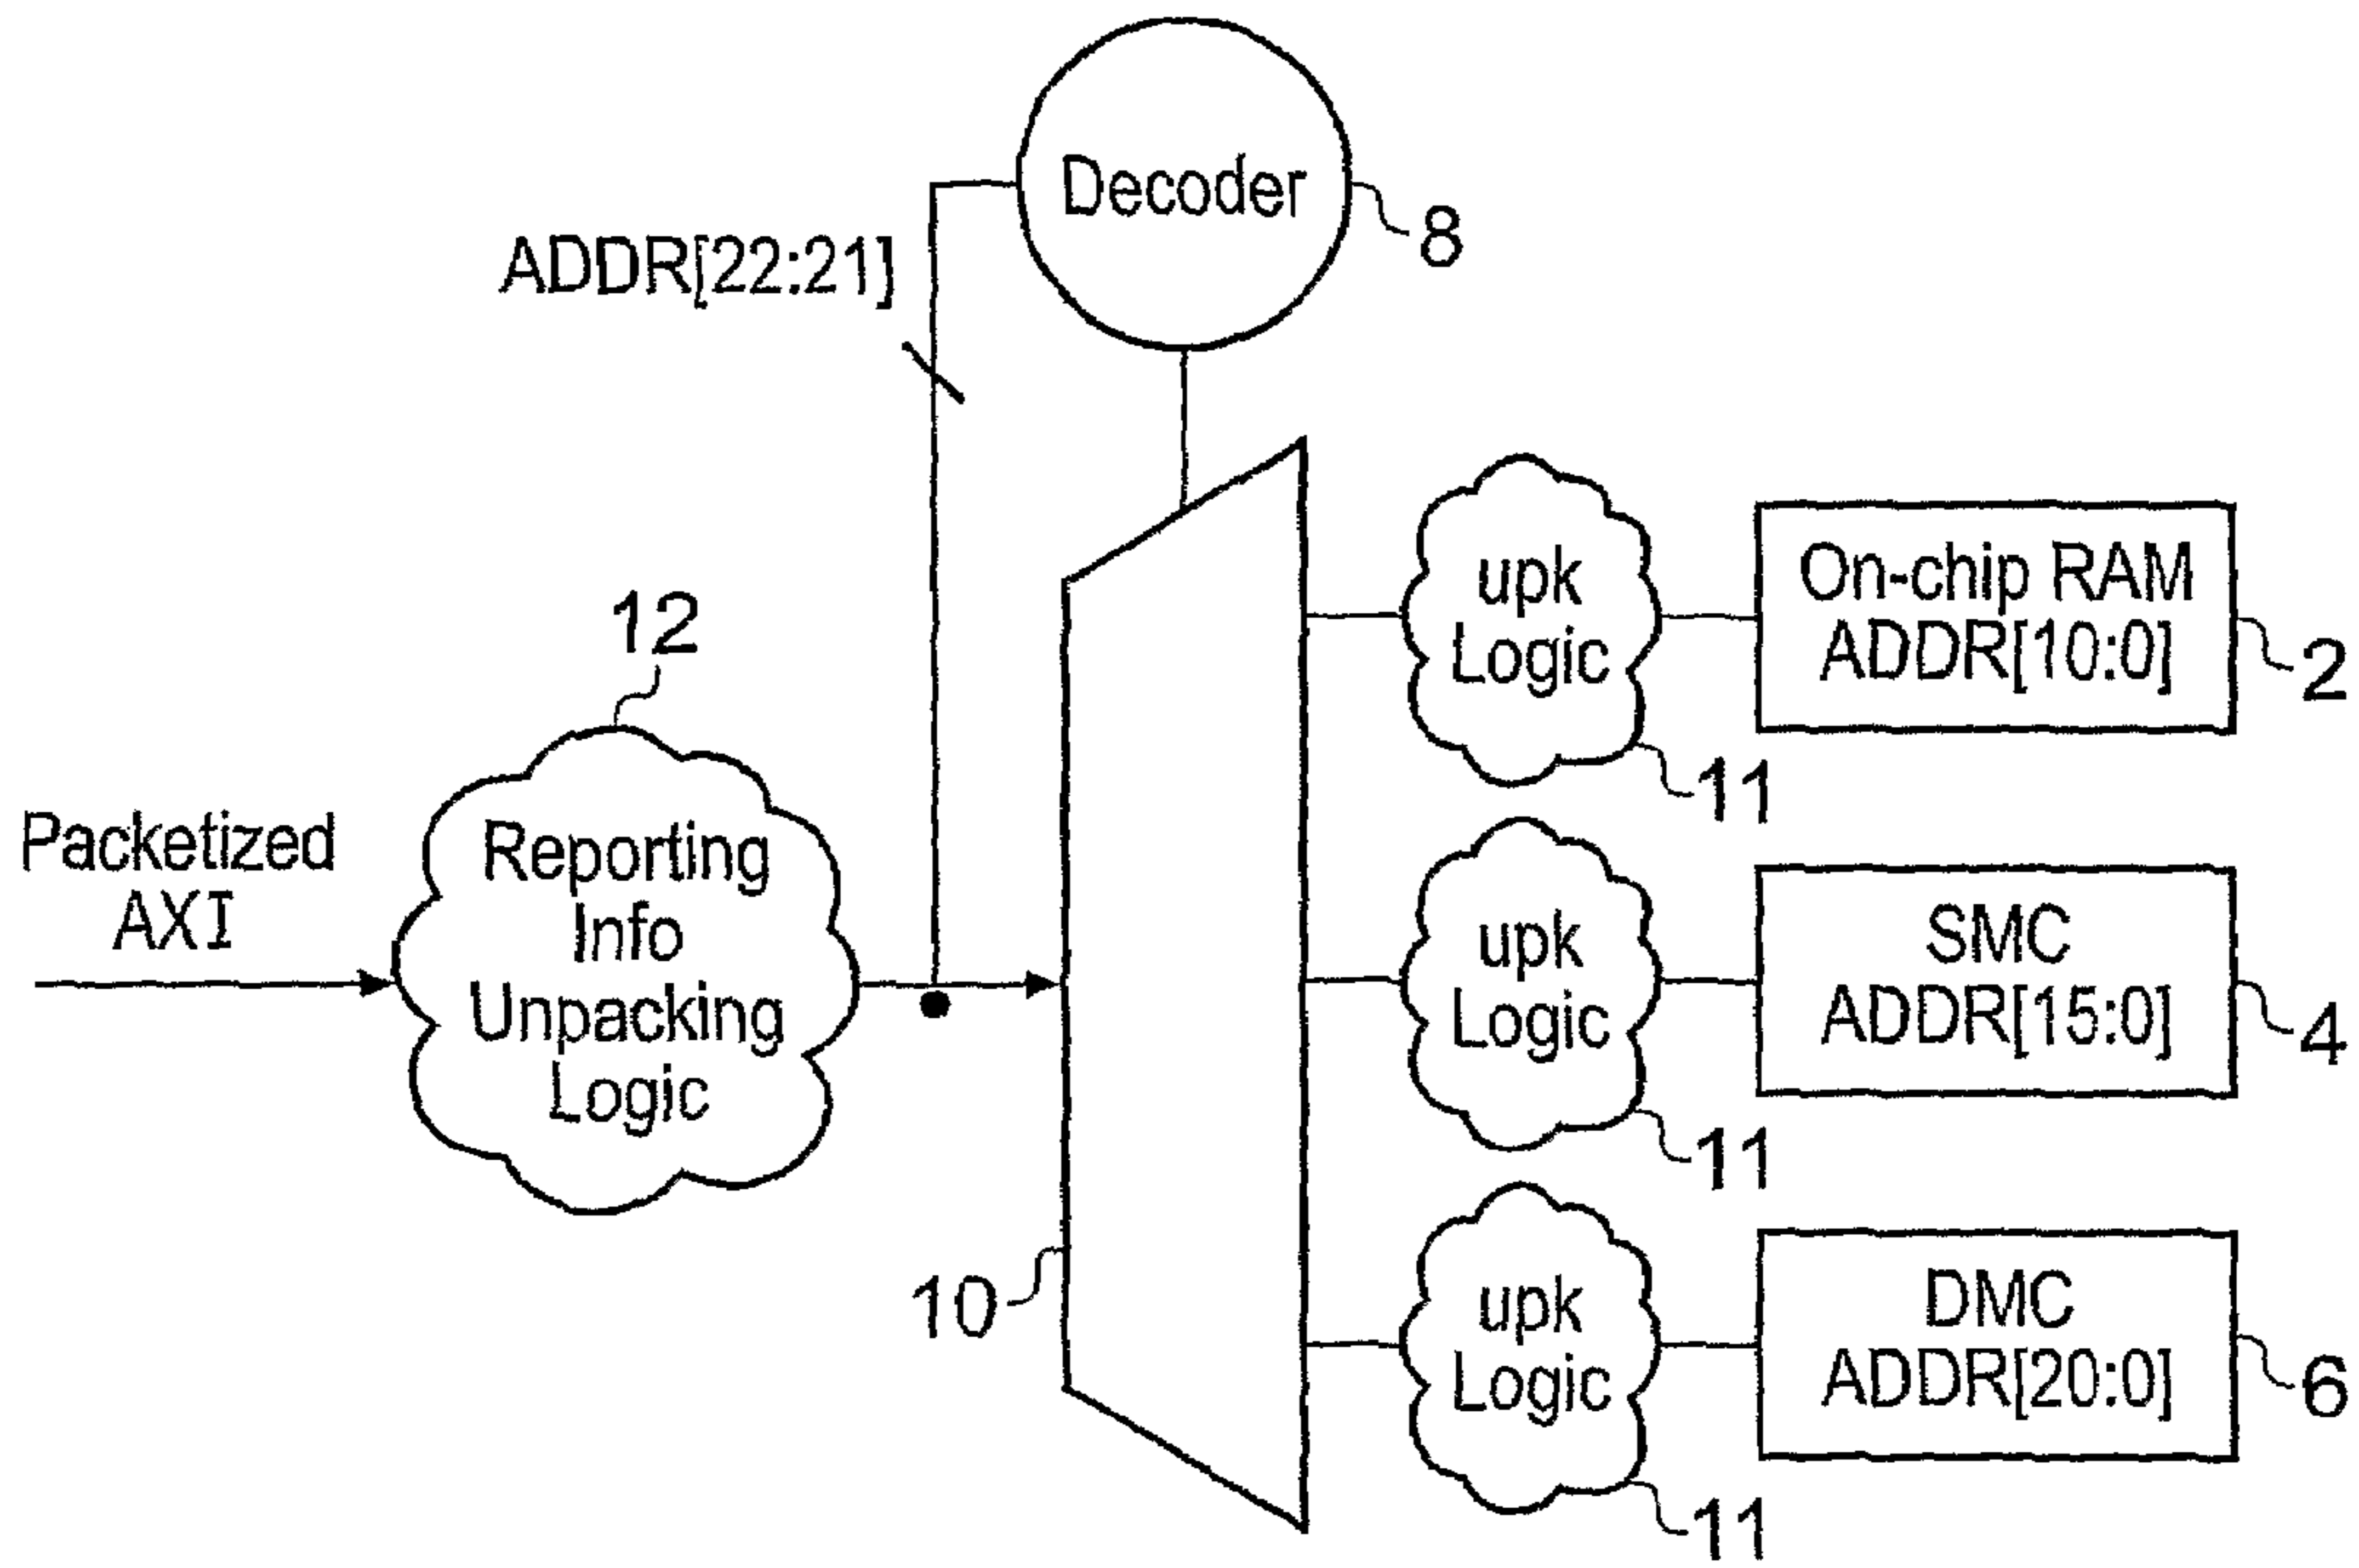 Decoder
8
ADDR[22:21]
12
Packetized
AXI
Reporting
Info
Unpacking
Logic
10
upk
Logic
11
On-chip RAM
ADDR[10:0]
2
upk
Logic
11
SMC
ADDR[15:0]
4
upk
Logic
11
DMC
ADDR[20:0]
6